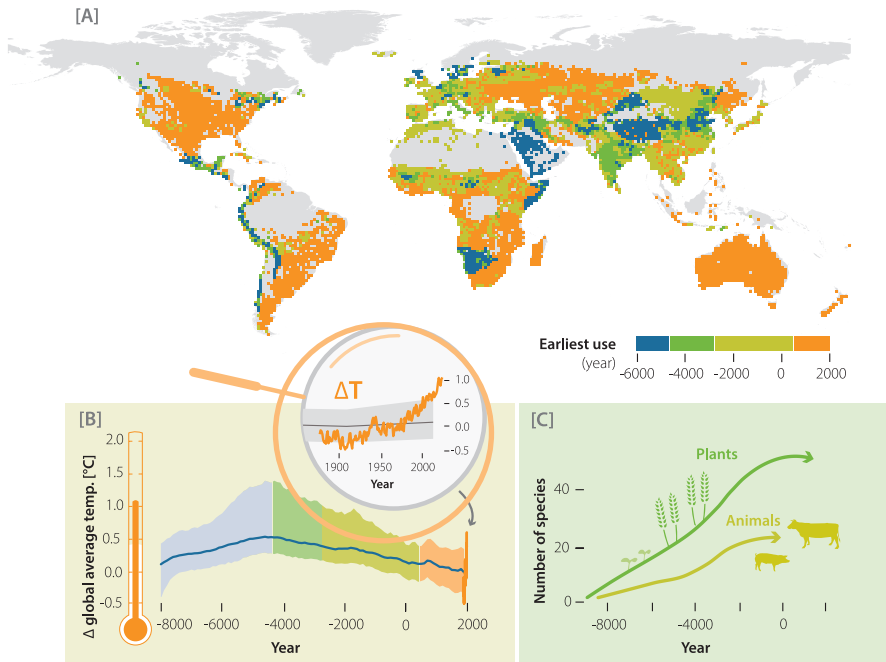 [A]
Earliest use
(year)
-6000 -4000 -2000 0 2000
ΔT
1.0
0.5
0.0
-0.5
1900 1950 2000
Year
[B]
Δ global average temp. [°C]
2.0
1.5
1.0
0.5
0.0
-0.5
-8000 -6000 -4000 -2000 0 2000
Year
[C]
Number of species
40
20
0
Plants
Animals
-8000 -4000 0
Year